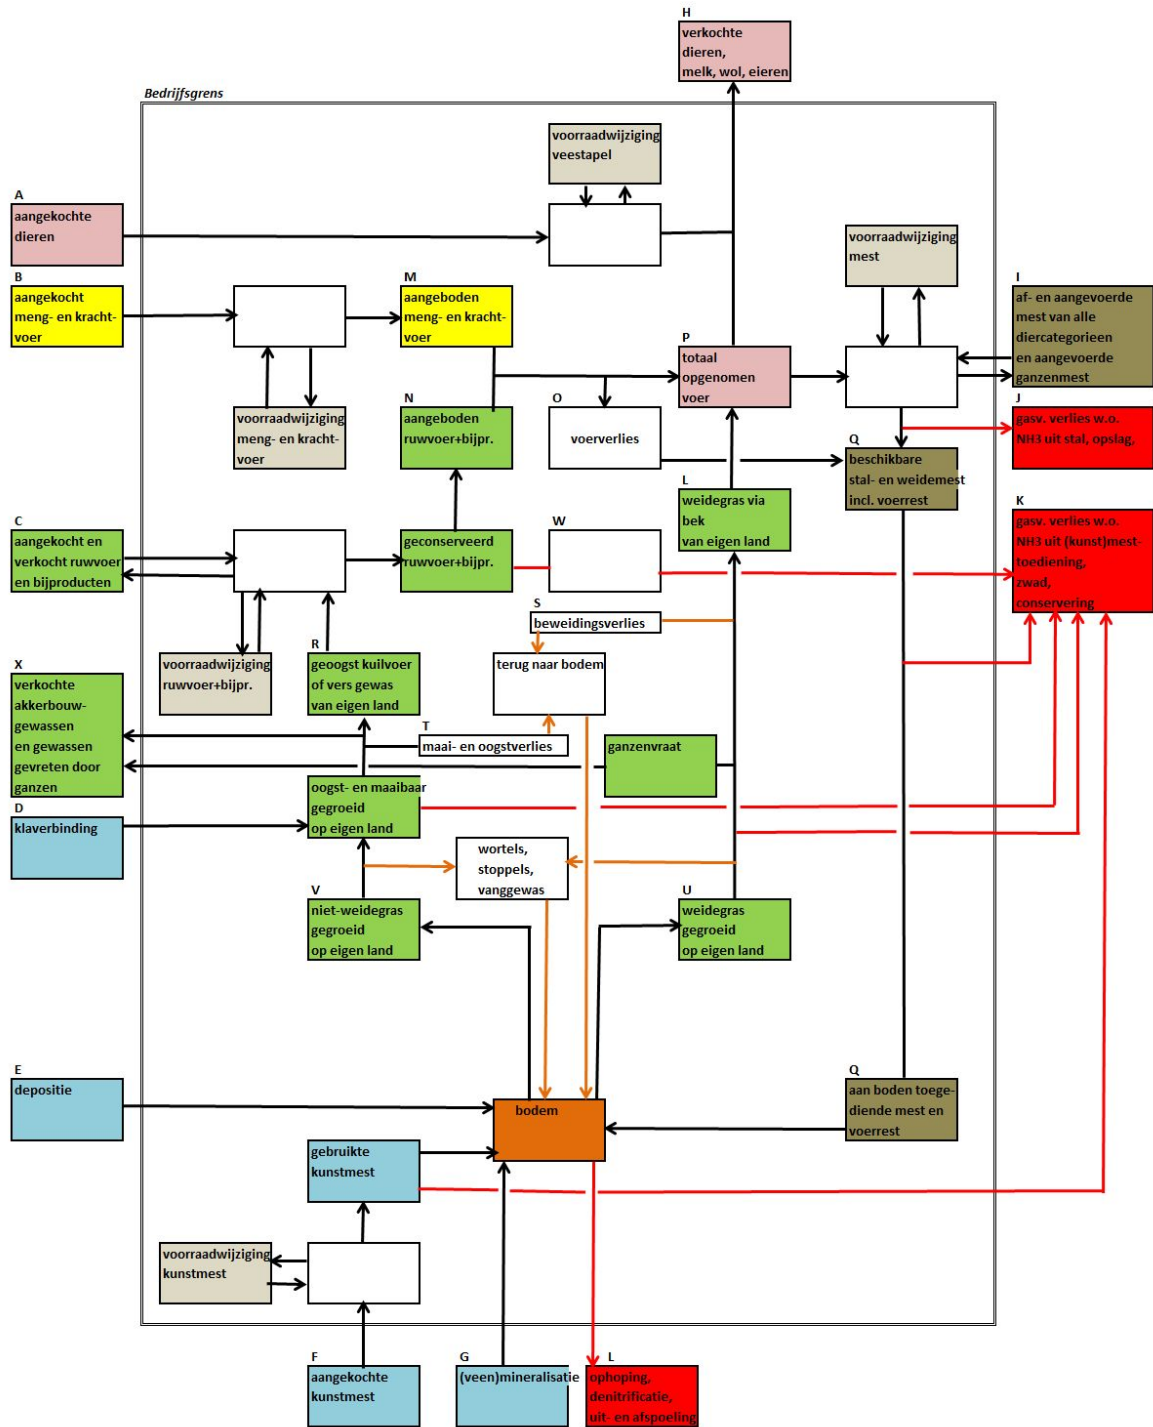 H
verkochte
dieren,
melk, wol, eieren
Bedrijfsgrens
voorraadwijziging
veestapel
A
aangekochte
dieren
voorraadwijziging
mest
B
aangekocht
meng- en kracht-
voer
M
aangeboden
meng- en kracht-
voer
I
af- en aangevoerde
mest van alle
diercategorieen
en aangevoerde
ganzenmest
P
totaal
opgenomen
voer
voorraadwijziging
meng- en kracht-
voer
N
aangeboden
ruwvoer+bijpr.
O
voerverlies
J
gasv. verlies w.o.
NH3 uit stal, opslag,
Q
beschikbare
stal- en weidemest
incl. voerrest
L
weidegras via
bek
van eigen land
K
gasv. verlies w.o.
NH3 uit (kunst)mest-
toediening,
zwad,
conservering
C
aangekocht en
verkocht ruwvoer
en bijproducten
geconserveerd
ruwvoer+bijpr.
W
S
beweidingsverlies
voorraadwijziging
ruwvoer+bijpr.
R
geoogst kuilvoer
of vers gewas
van eigen land
terug naar bodem
X
verkochte
akkerbouw-
gewassen
en gewassen
gevreten door
ganzen
T
maai- en oogstverlies
ganzenvraat
oogst- en maaibaar
gegroeid
op eigen land
D
klaverbinding
wortels,
stoppels,
vanggewas
V
niet-weidegras
gegroeid
op eigen land
U
weidegras
gegroeid
op eigen land
E
depositie
bodem
Q
aan boden toege-
diende mest en
voerrest
gebruikte
kunstmest
voorraadwijziging
kunstmest
F
aangekochte
kunstmest
G
(veen)mineralisatie
L
ophoping,
denitrificatie,
uit- en afspoeling